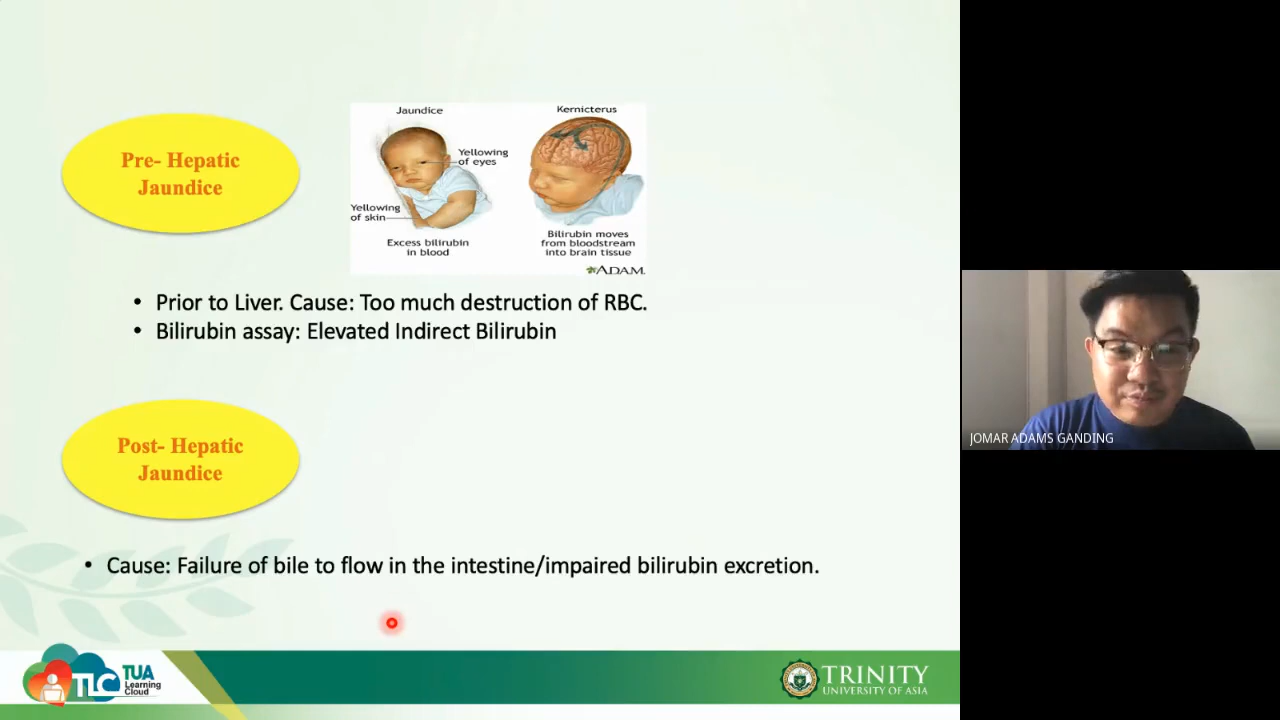 Pre- Hepatic
Jaundice
Jaundice
Yellowing
of eyes
Yellowing
of skin
Excess bilirubin
in blood
Kernicterus
Bilirubin moves
from bloodstream
into brain tissue
ADAM.
• Prior to Liver. Cause: Too much destruction of RBC.
• Bilirubin assay: Elevated Indirect Bilirubin
Post- Hepatic
Jaundice
• Cause: Failure of bile to flow in the intestine/impaired bilirubin excretion.
JOMAR ADAMS GANDING
TLC
TUA
Learning
Cloud
TRINITY
UNIVERSITY OF ASIA